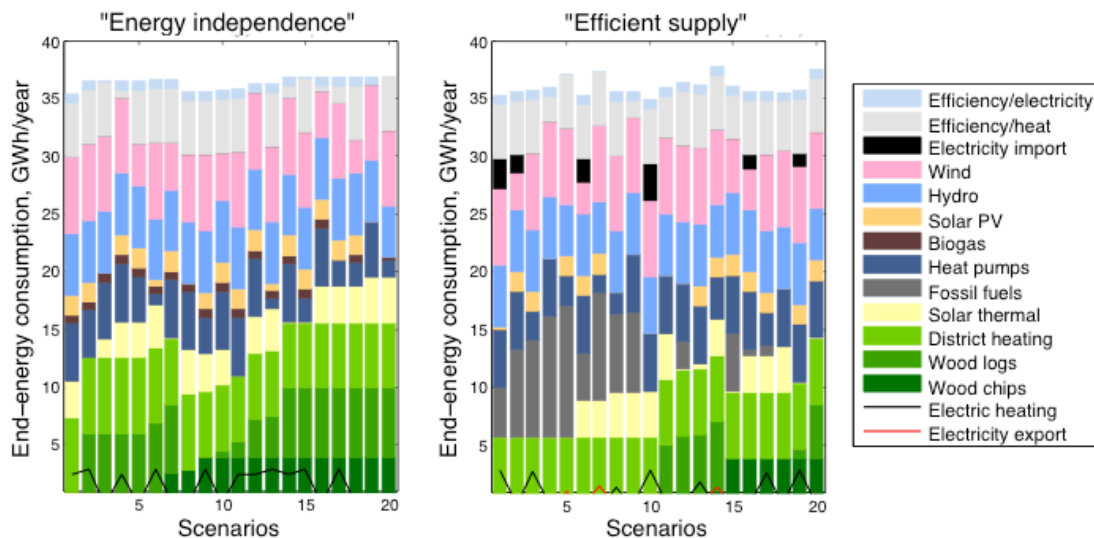 "Energy independence"
40
35
30
25
20
15
10
5
5
10
15
20
Scenarios
End-energy consumption, GWh/year
"Efficient supply"
40
35
30
25
20
15
10
5
5
10
15
20
Scenarios
End-energy consumption, GWh/year
Efficiency/electricity
Efficiency/heat
Electricity import
Wind
Hydro
Solar PV
Biogas
Heat pumps
Fossil fuels
Solar thermal
District heating
Wood logs
Wood chips
Electric heating
Electricity export